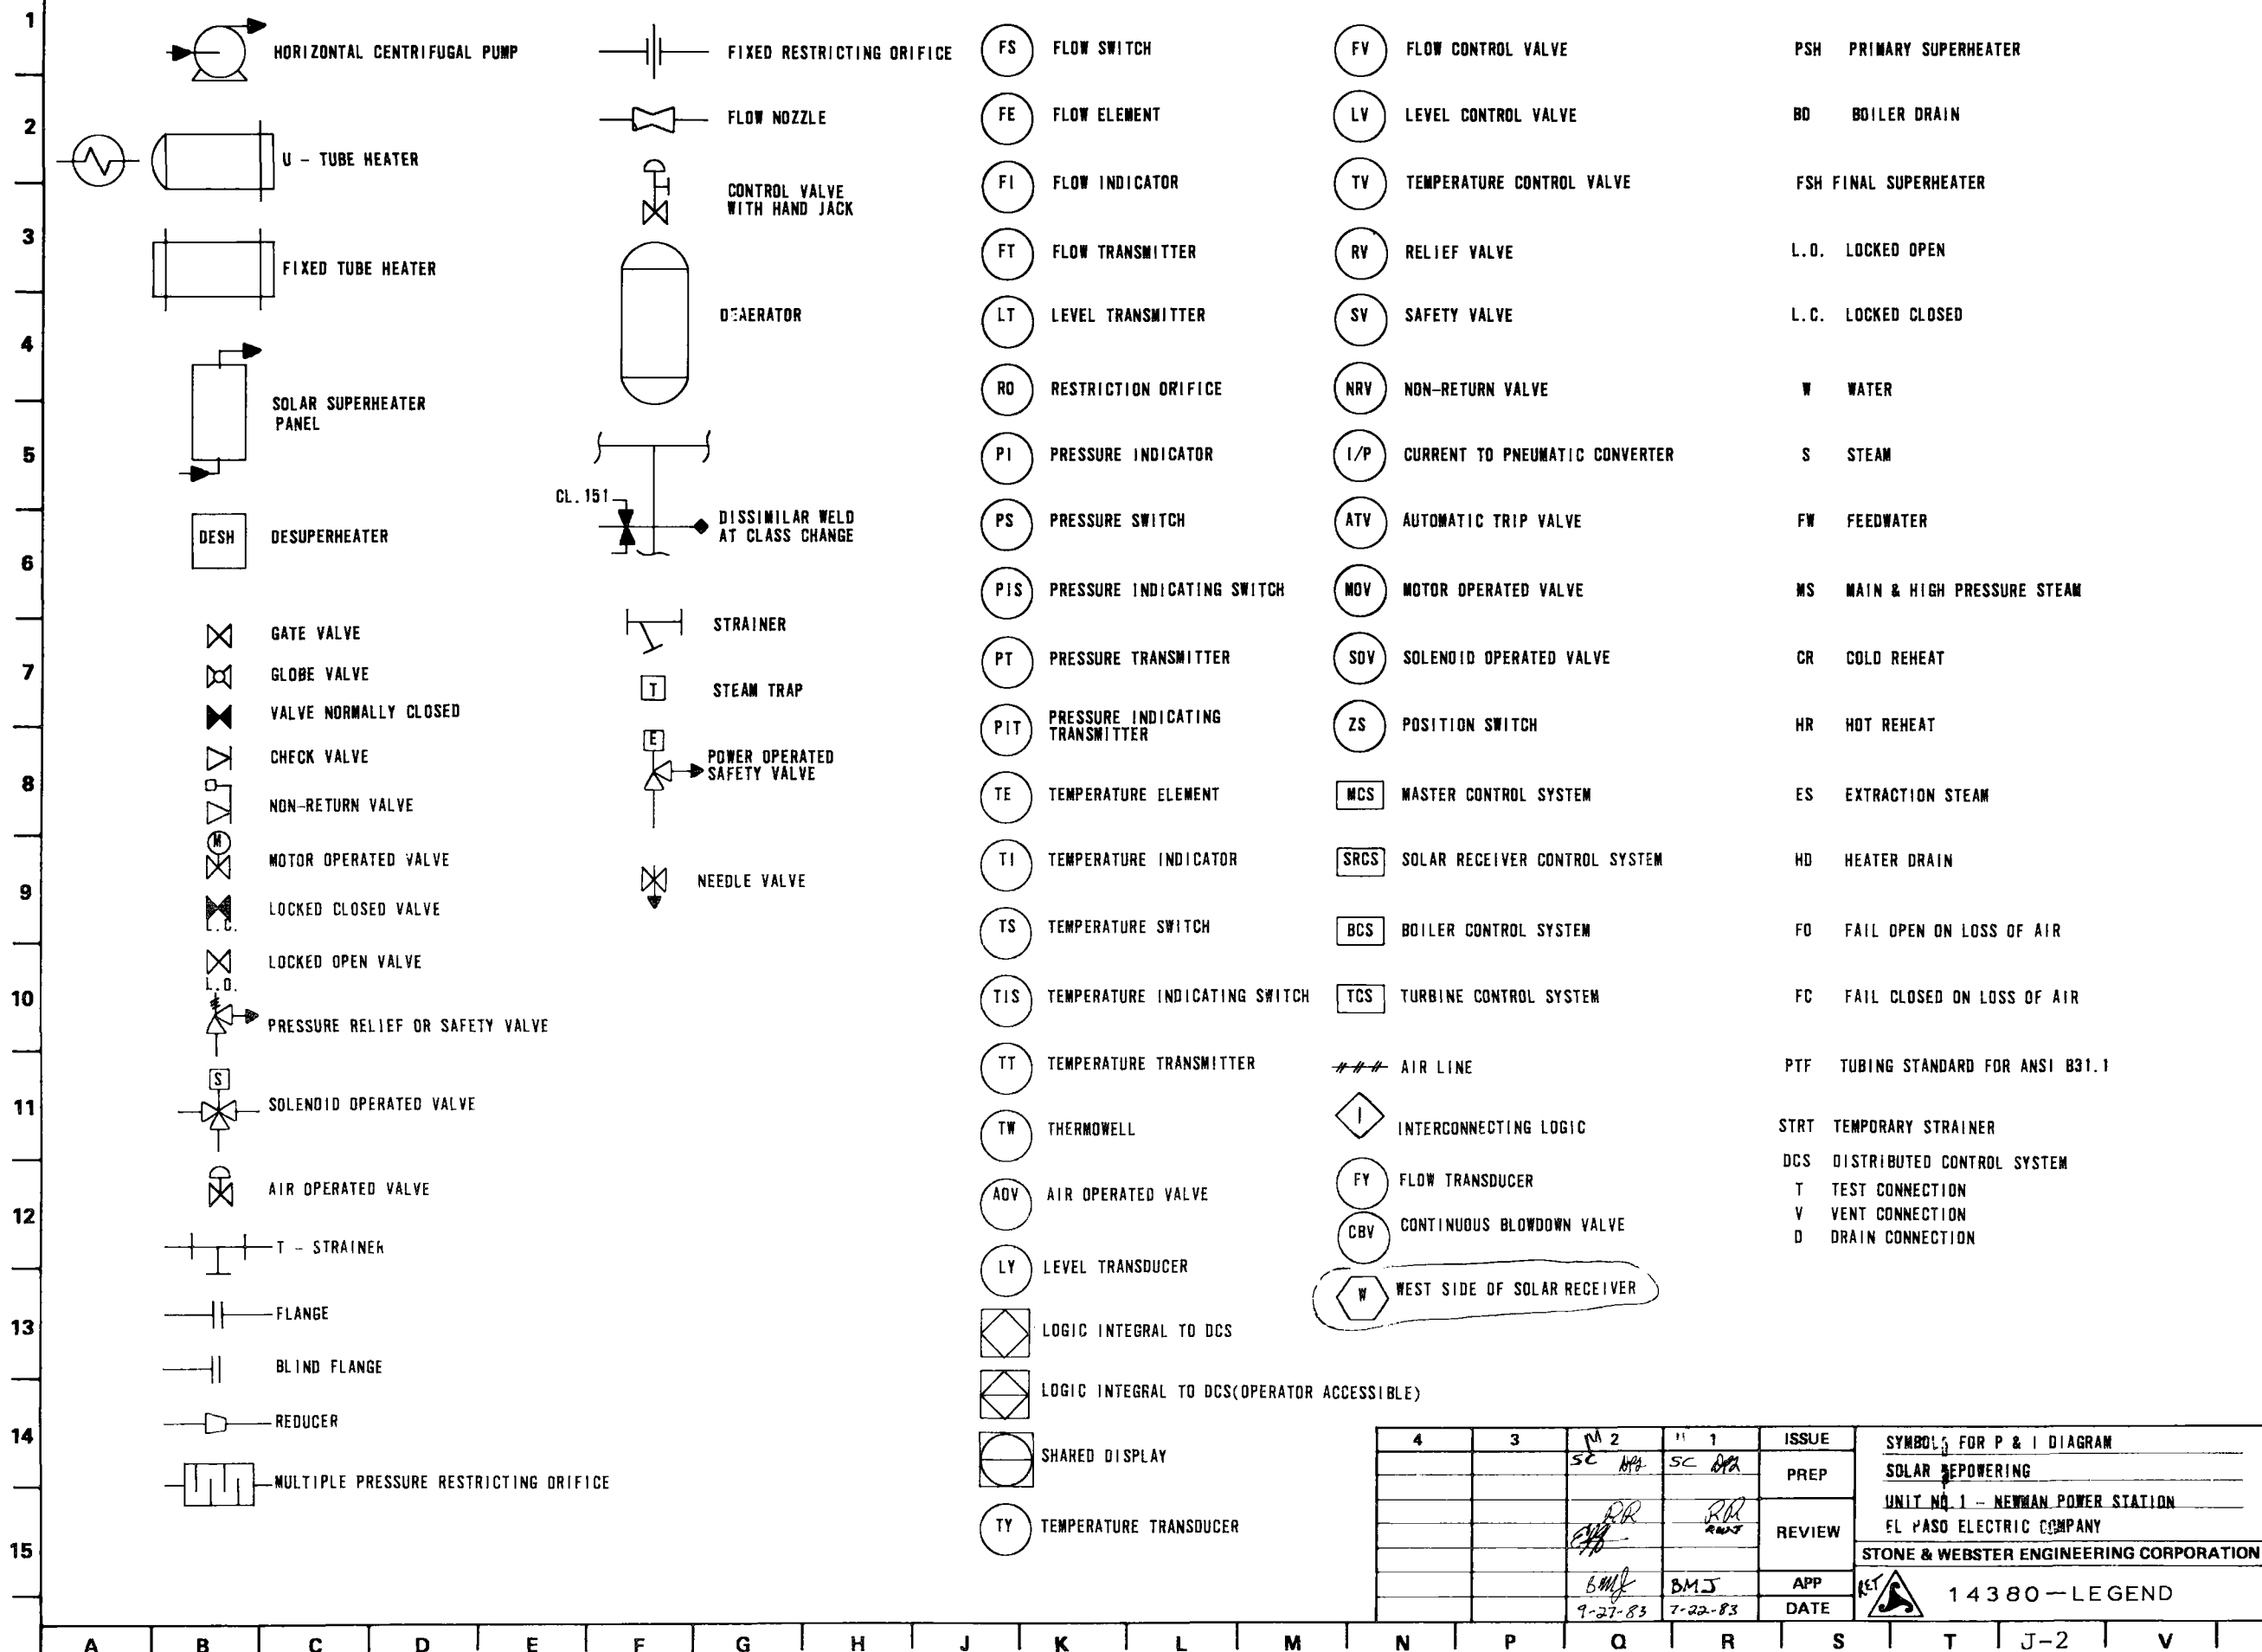 1
2
3
4
5
6
7
8
9
10
11
12
13
14
15
HORIZONTAL CENTRIFUGAL PUMP
U - TUBE HEATER
FIXED TUBE HEATER
SOLAR SUPERHEATER
PANEL
DESH DESUPERHEATER
GATE VALVE
GLOBE VALVE
VALVE NORMALLY CLOSED
CHECK VALVE
NON-RETURN VALVE
M
MOTOR OPERATED VALVE
LOCKED CLOSED VALVE
L.C.
LOCKED OPEN VALVE
L.O.
PRESSURE RELIEF OR SAFETY VALVE
S
SOLENOID OPERATED VALVE
AIR OPERATED VALVE
T - STRAINER
FLANGE
BLIND FLANGE
REDUCER
MULTIPLE PRESSURE RESTRICTING ORIFICE
FIXED RESTRICTING ORIFICE
FLOW NOZZLE
CONTROL VALVE
WITH HAND JACK
DEAERATOR
CL.151
DISSIMILAR WELD
AT CLASS CHANGE
STRAINER
T STEAM TRAP
E
POWER OPERATED
SAFETY VALVE
NEEDLE VALVE
FS FLOW SWITCH
FE FLOW ELEMENT
FI FLOW INDICATOR
FT FLOW TRANSMITTER
LT LEVEL TRANSMITTER
RO RESTRICTION ORIFICE
PI PRESSURE INDICATOR
PS PRESSURE SWITCH
PIS PRESSURE INDICATING SWITCH
PT PRESSURE TRANSMITTER
PIT PRESSURE INDICATING
TRANSMITTER
TE TEMPERATURE ELEMENT
TI TEMPERATURE INDICATOR
TS TEMPERATURE SWITCH
TIS TEMPERATURE INDICATING SWITCH
TT TEMPERATURE TRANSMITTER
TW THERMOWELL
AOV AIR OPERATED VALVE
LY LEVEL TRANSDUCER
LOGIC INTEGRAL TO DCS
LOGIC INTEGRAL TO DCS(OPERATOR ACCESSIBLE)
SHARED DISPLAY
TY TEMPERATURE TRANSDUCER
FV FLOW CONTROL VALVE
LV LEVEL CONTROL VALVE
TV TEMPERATURE CONTROL VALVE
RV RELIEF VALVE
SV SAFETY VALVE
NRV NON-RETURN VALVE
I/P CURRENT TO PNEUMATIC CONVERTER
ATV AUTOMATIC TRIP VALVE
MOV MOTOR OPERATED VALVE
SOV SOLENOID OPERATED VALVE
ZS POSITION SWITCH
MCS MASTER CONTROL SYSTEM
SRCS SOLAR RECEIVER CONTROL SYSTEM
BCS BOILER CONTROL SYSTEM
TCS TURBINE CONTROL SYSTEM
AIR LINE
I INTERCONNECTING LOGIC
FY FLOW TRANSDUCER
CBV CONTINUOUS BLOWDOWN VALVE
W WEST SIDE OF SOLAR RECEIVER
PSH PRIMARY SUPERHEATER
BD BOILER DRAIN
FSH FINAL SUPERHEATER
L.O. LOCKED OPEN
L.C. LOCKED CLOSED
W WATER
S STEAM
FW FEEDWATER
MS MAIN & HIGH PRESSURE STEAM
CR COLD REHEAT
HR HOT REHEAT
ES EXTRACTION STEAM
HD HEATER DRAIN
FO FAIL OPEN ON LOSS OF AIR
FC FAIL CLOSED ON LOSS OF AIR
PTF TUBING STANDARD FOR ANSI B31.1
STRT TEMPORARY STRAINER
DCS DISTRIBUTED CONTROL SYSTEM
T TEST CONNECTION
V VENT CONNECTION
D DRAIN CONNECTION
4 3 2 1 ISSUE
SC SC PREP
RR RR REVIEW
BMJ BMJ APP
9-27-83 7-22-83 DATE
SYMBOLS FOR P & I DIAGRAM
SOLAR REPOWERING
UNIT NO.1 - NEWMAN POWER STATION
EL PASO ELECTRIC COMPANY
STONE & WEBSTER ENGINEERING CORPORATION
14380-LEGEND
A B C D E F G H J K L M N P Q R S T J-2 V